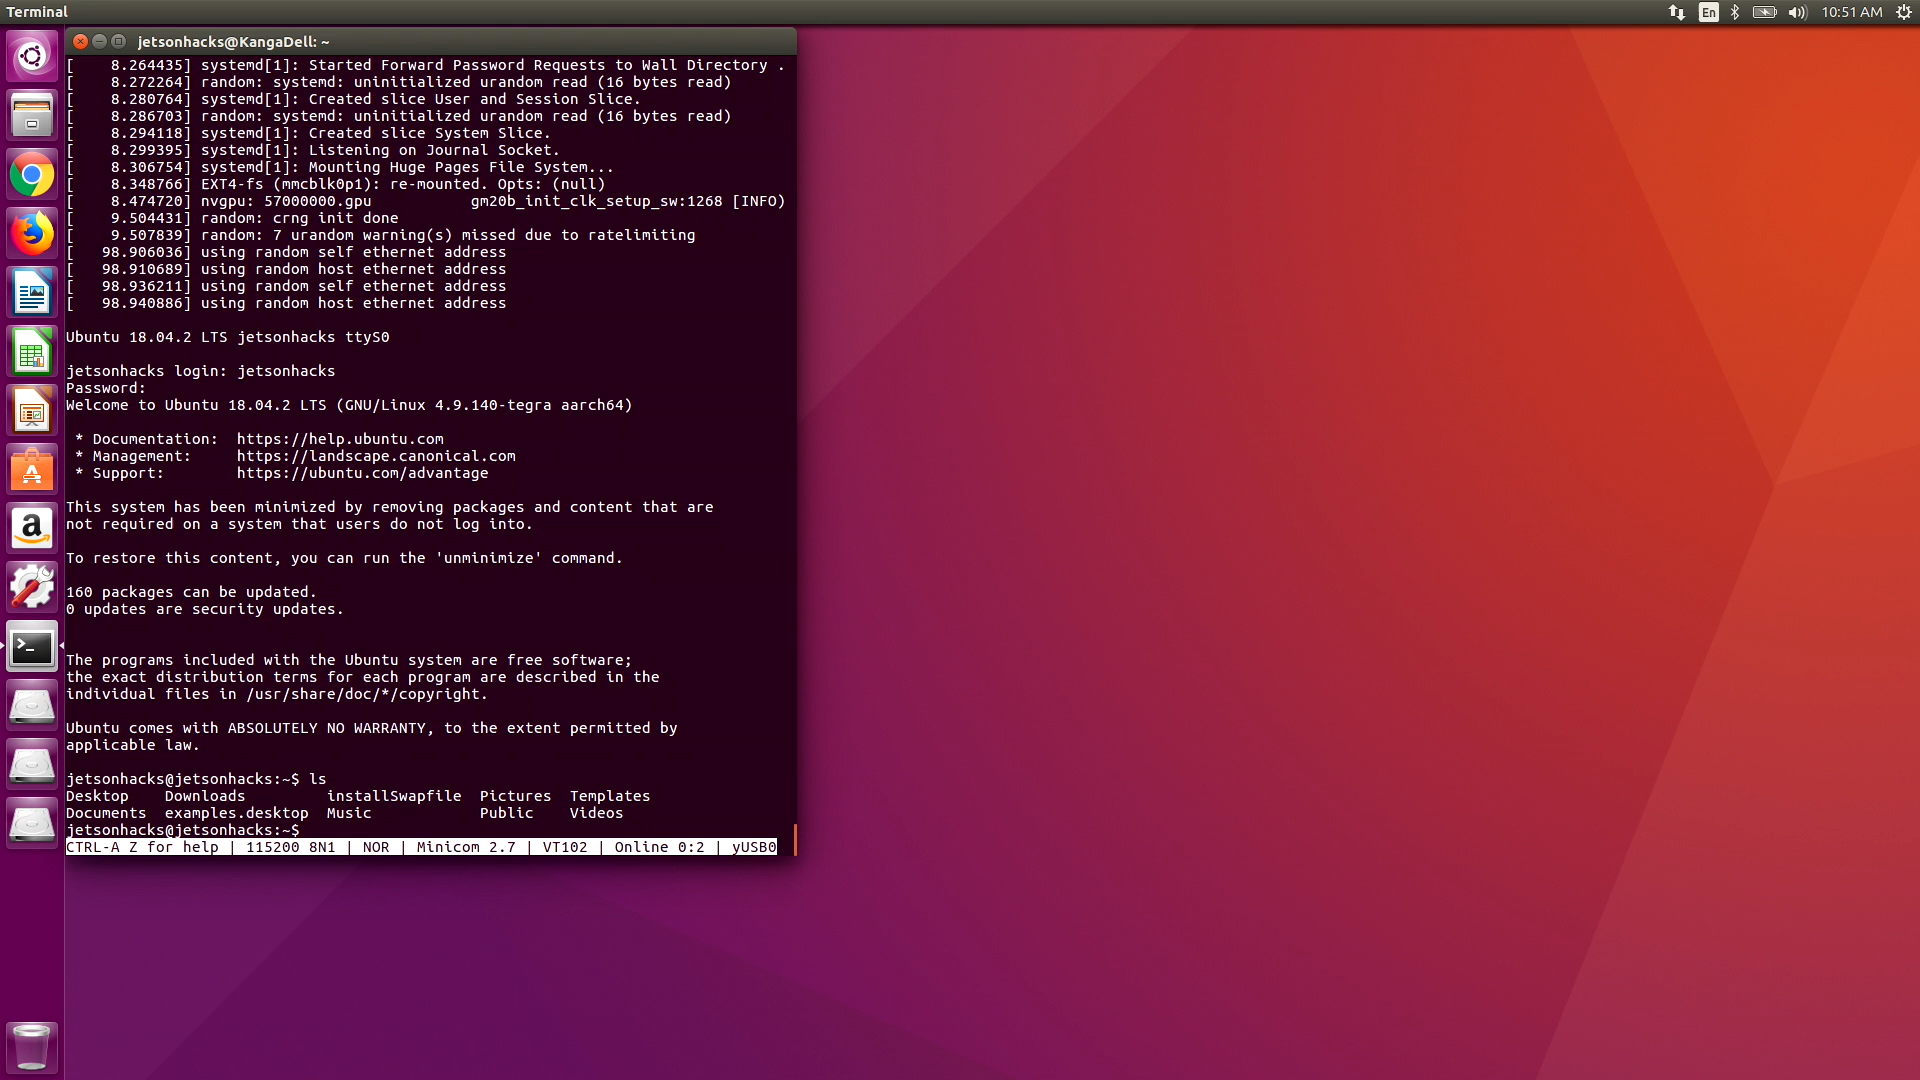 Terminal
En
10:51 AM
jetsonhacks@KangaDell: ~
[    8.264435] systemd[1]: Started Forward Password Requests to Wall Directory .
[    8.272264] random: systemd: uninitialized urandom read (16 bytes read)
[    8.280764] systemd[1]: Created slice User and Session Slice.
[    8.286703] random: systemd: uninitialized urandom read (16 bytes read)
[    8.294118] systemd[1]: Created slice System Slice.
[    8.299395] systemd[1]: Listening on Journal Socket.
[    8.306754] systemd[1]: Mounting Huge Pages File System...
[    8.348766] EXT4-fs (mmcblk0p1): re-mounted. Opts: (null)
[    8.474720] nvgpu: 57000000.gpu           gm20b_init_clk_setup_sw:1268 [INFO)
[    9.504431] random: crng init done
[    9.507839] random: 7 urandom warning(s) missed due to ratelimiting
[   98.906036] using random self ethernet address
[   98.910689] using random host ethernet address
[   98.936211] using random self ethernet address
[   98.940886] using random host ethernet address
Ubuntu 18.04.2 LTS jetsonhacks ttyS0
jetsonhacks login: jetsonhacks
Password:
Welcome to Ubuntu 18.04.2 LTS (GNU/Linux 4.9.140-tegra aarch64)
* Documentation:  https://help.ubuntu.com
* Management:     https://landscape.canonical.com
* Support:        https://ubuntu.com/advantage
This system has been minimized by removing packages and content that are
not required on a system that users do not log into.
To restore this content, you can run the 'unminimize' command.
160 packages can be updated.
0 updates are security updates.
The programs included with the Ubuntu system are free software;
the exact distribution terms for each program are described in the
individual files in /usr/share/doc/*/copyright.
Ubuntu comes with ABSOLUTELY NO WARRANTY, to the extent permitted by
applicable law.
jetsonhacks@jetsonhacks:~$ ls
Desktop    Downloads         installSwapfile  Pictures  Templates
Documents  examples.desktop  Music            Public    Videos
jetsonhacks@jetsonhacks:~$
CTRL-A Z for help | 115200 8N1 | NOR | Minicom 2.7 | VT102 | Online 0:2 | yUSB0